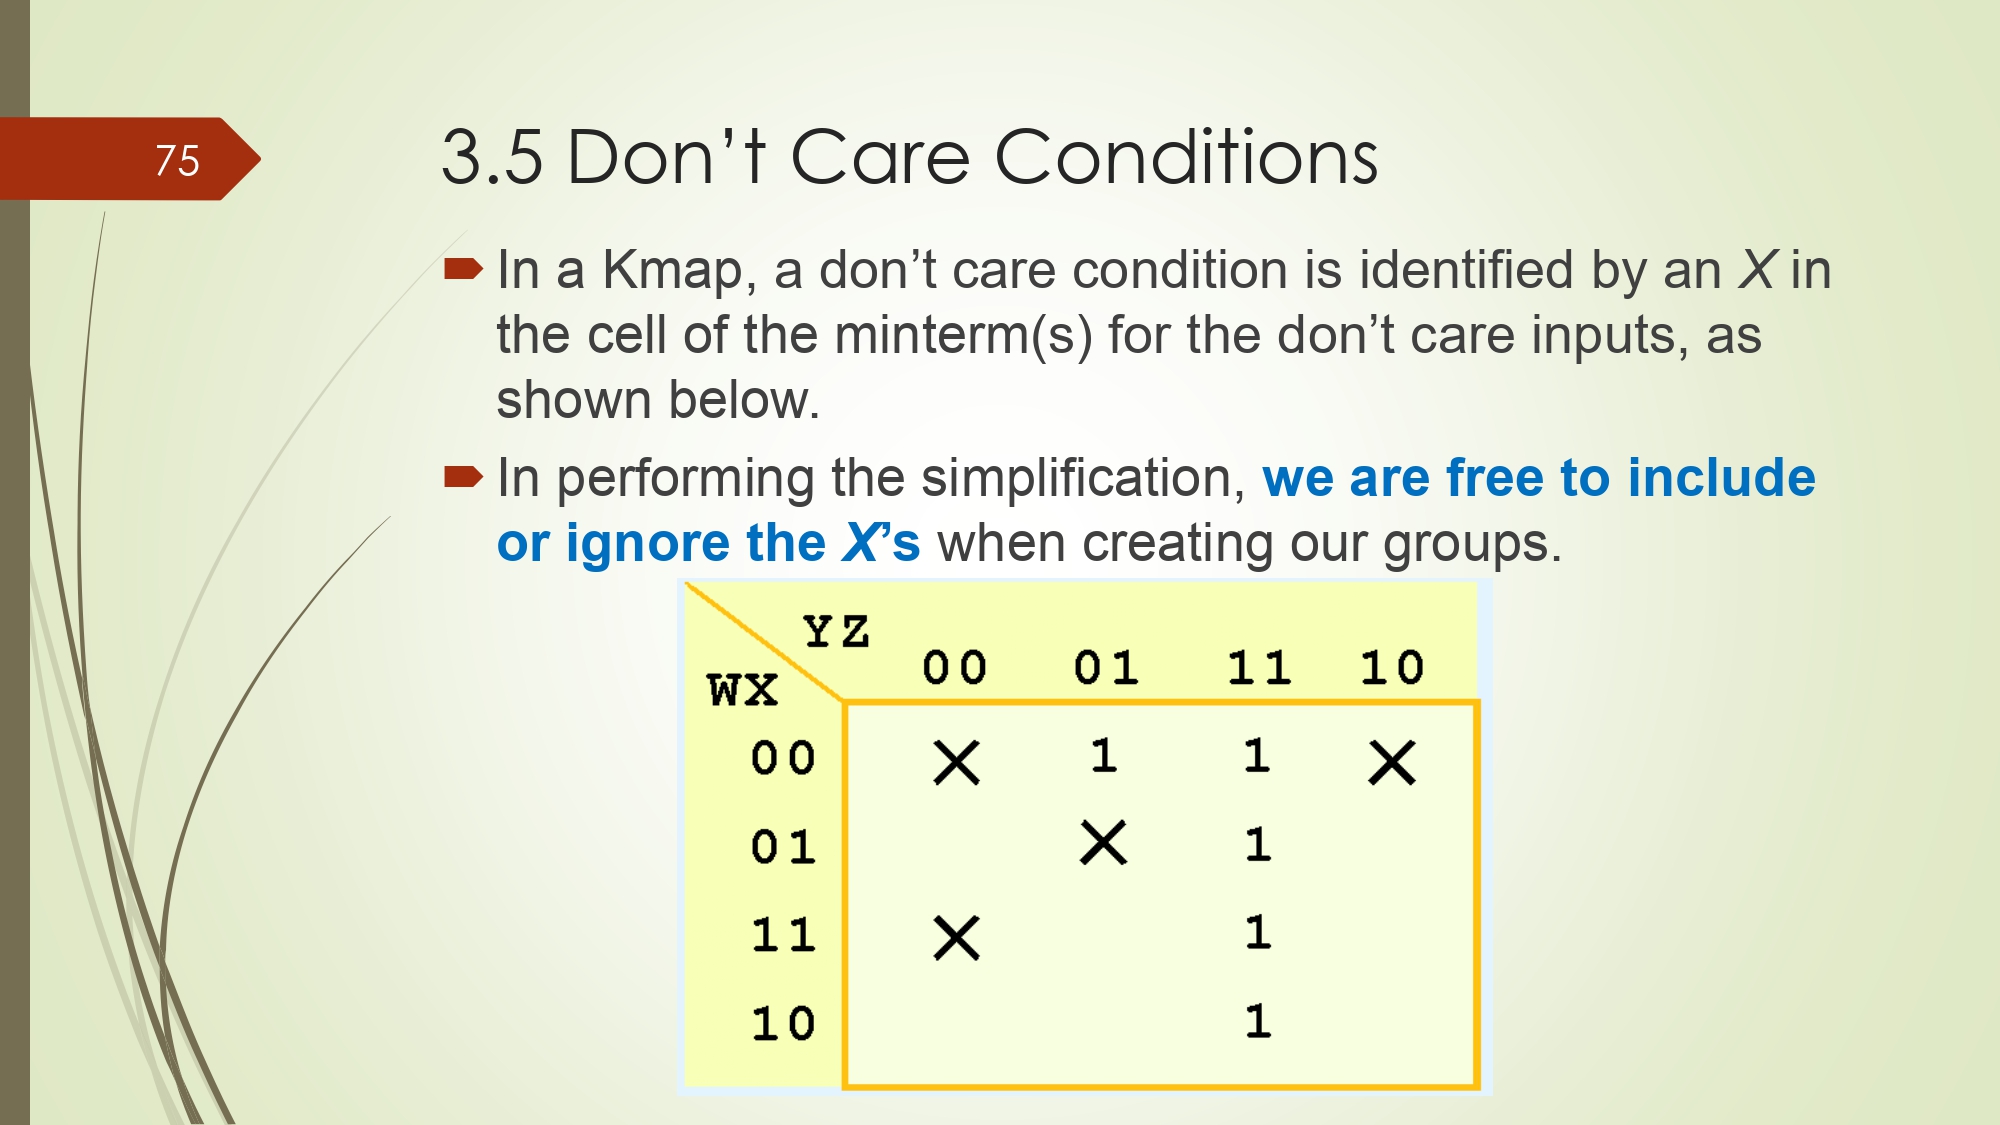 75
3.5 Don’t Care Conditions
In a Kmap, a don’t care condition is identified by an X in
the cell of the minterm(s) for the don’t care inputs, as
shown below.
In performing the simplification, we are free to include
or ignore the X’s when creating our groups.
YZ
WX
00 01 11 10
00 X 1 1 X
01 X 1
11 X 1
10 1